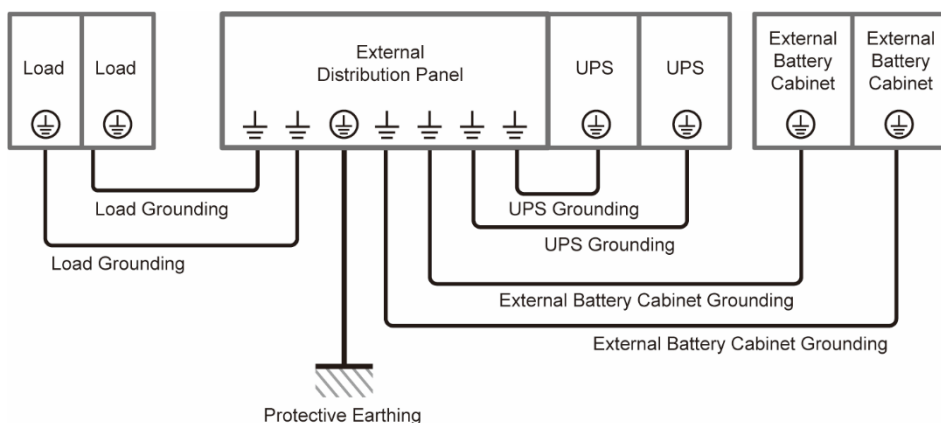 Load
Load
External
Distribution Panel
UPS
UPS
External
Battery
Cabinet
External
Battery
Cabinet
Load Grounding
UPS Grounding
UPS Grounding
Load Grounding
External Battery Cabinet Grounding
External Battery Cabinet Grounding
Protective Earthing